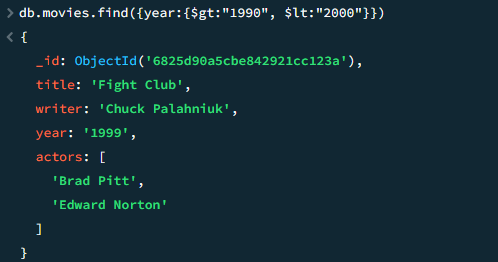 > db.movies.find({year:{$gt:"1990", $lt:"2000"}})
< {
_id: ObjectId('6825d90a5cbe842921cc123a'),
title: 'Fight Club',
writer: 'Chuck Palahniuk',
year: '1999',
actors: [
'Brad Pitt',
'Edward Norton'
]
}